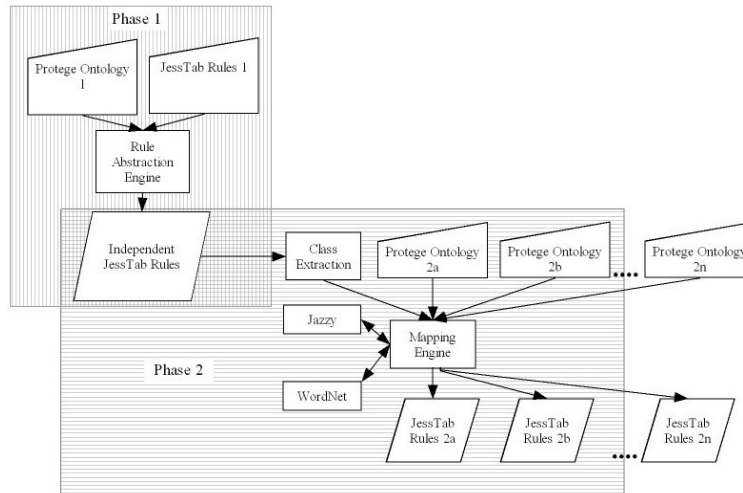 Phase 1
Protege Ontology
1
JessTab Rules 1
Rule
Abstraction
Engine
Independent
JessTab Rules
Class
Extraction
Protege Ontology
2a
Protege Ontology
2b
....
Protege Ontology
2n
Jazzy
Mapping
Engine
Phase 2
WordNet
JessTab
Rules 2a
JessTab
Rules 2b
....
JessTab
Rules 2n